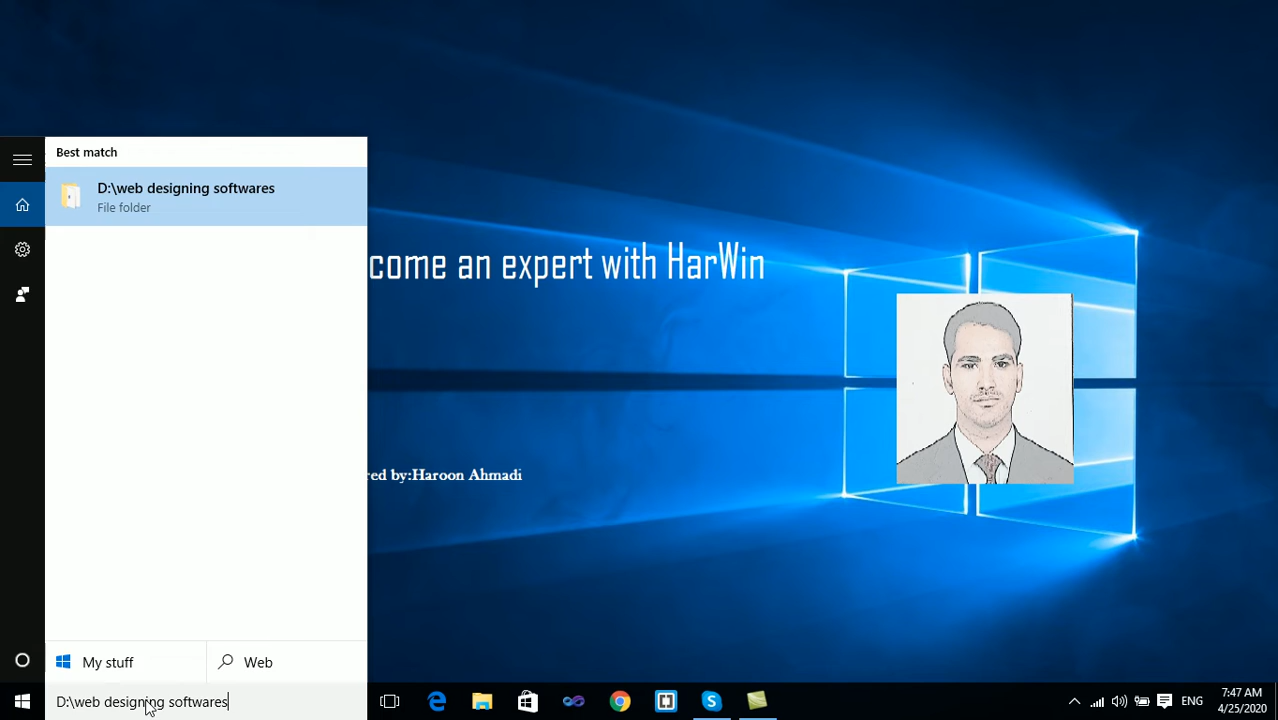 Best match
D:\web designing softwares
File folder
come an expert with HarWin
red by:Haroon Ahmadi
My stuff
Web
D:\web designing softwares
ENG
7:47 AM
4/25/2020